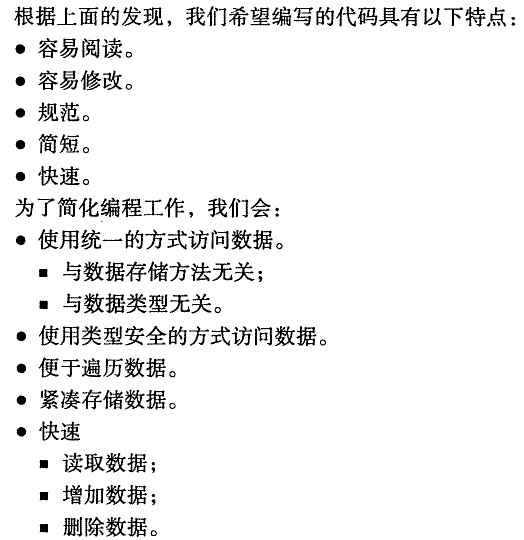 根据上面的发现，我们希望编写的代码具有以下特点：
● 容易阅读。
● 容易修改。
● 规范。
● 简短。
● 快速。
为了简化编程工作，我们会：
● 使用统一的方式访问数据。
■ 与数据存储方法无关；
■ 与数据类型无关。
● 使用类型安全的方式访问数据。
● 便于遍历数据。
● 紧凑存储数据。
● 快速
■ 读取数据；
■ 增加数据；
■ 删除数据。